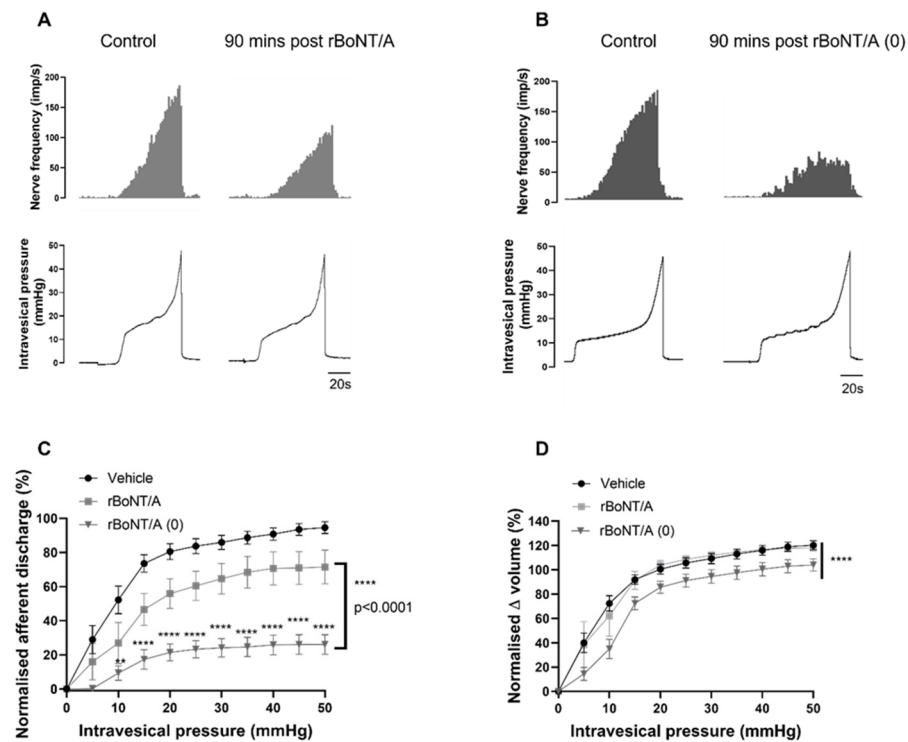 A
Control
90 mins post rBoNT/A
Nerve frequency (imp/s)
200
150
100
50
0
Intravesical pressure
(mmHg)
50
40
30
20
10
0
20s
B
Control
90 mins post rBoNT/A (0)
Nerve frequency (imp/s)
200
150
100
50
0
Intravesical pressure
(mmHg)
50
40
30
20
10
0
20s
C
Vehicle
rBoNT/A
rBoNT/A (0)
Normalised afferent discharge (%)
100
80
60
40
20
0
0 10 20 30 40 50
Intravesical pressure (mmHg)
** **** **** **** **** **** **** **** ****
****
p<0.0001
D
Vehicle
rBoNT/A
rBoNT/A (0)
Normalised Δ volume (%)
140
120
100
80
60
40
20
0
0 10 20 30 40 50
Intravesical pressure (mmHg)
****